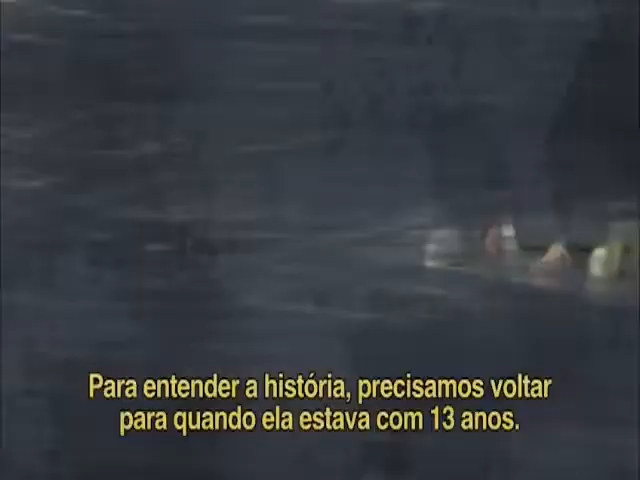 Para entender a história, precisamos voltar
para quando ela estava com 13 anos.